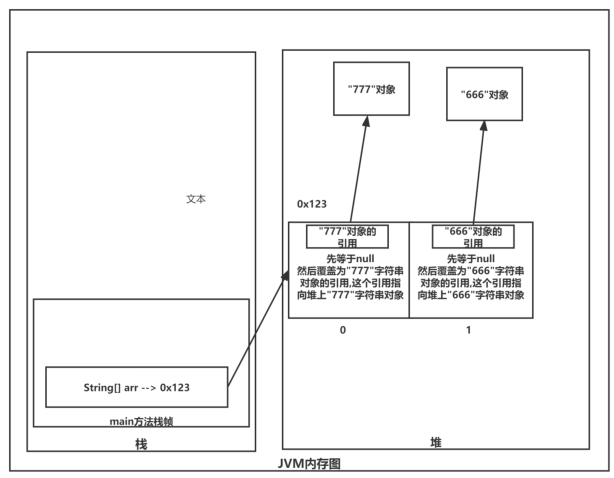 "777"对象
"666"对象
文本
0x123
"777"对象的
引用
先等于null
然后覆盖为"777"字符串
对象的引用,这个引用指
向堆上"777"字符串对象
"666"对象的
引用
先等于null
然后覆盖为"666"字符串
对象的引用,这个引用指
向堆上"666"字符串对象
0
1
String[] arr --> 0x123
main方法栈帧
栈
堆
JVM内存图